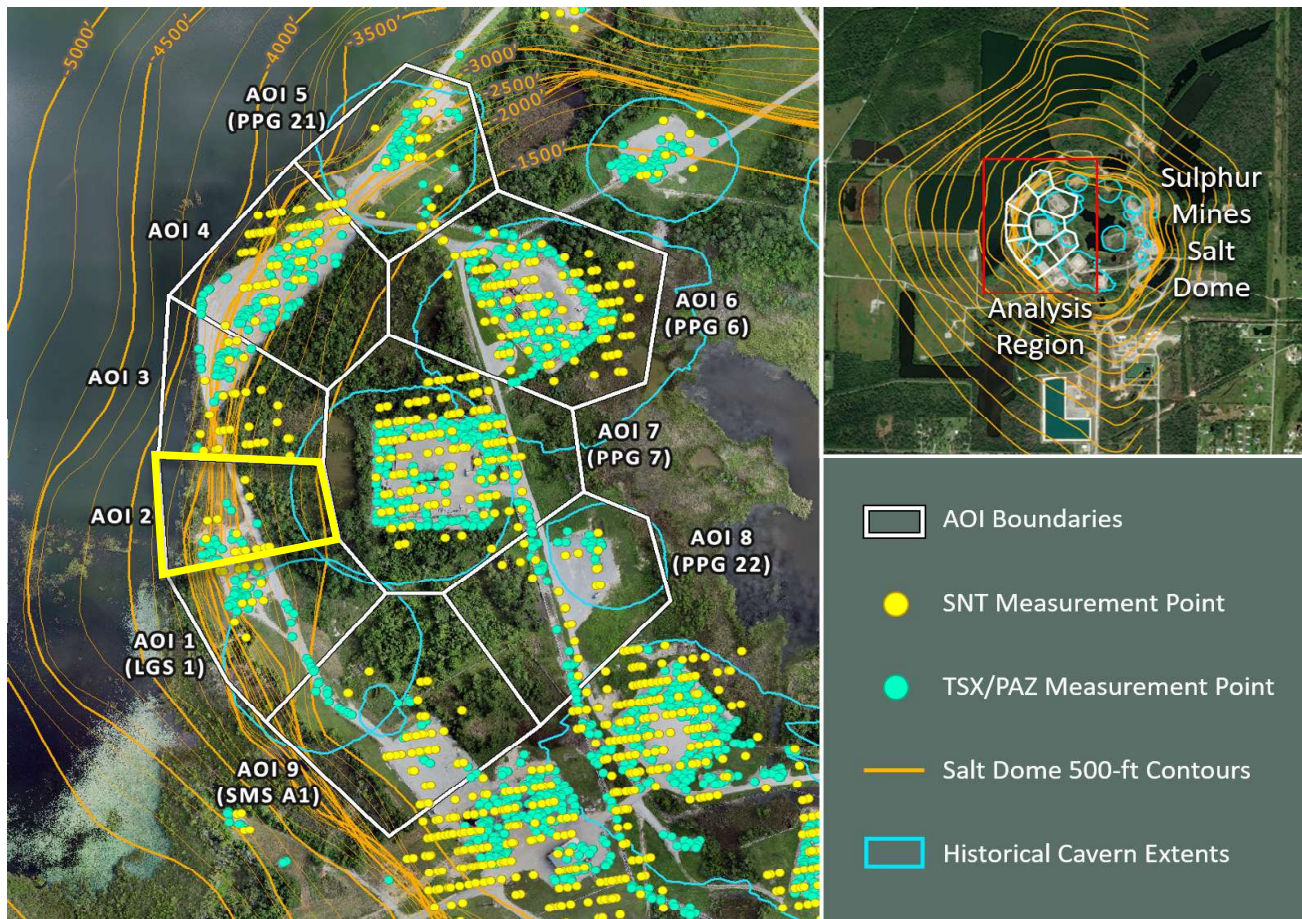 -5000'
-4500'
-4000'
-3500'
-3000'
-2500'
-2000'
-1500'
AOI 5
(PPG 21)
AOI 4
AOI 3
AOI 2
AOI 1
(LGS 1)
AOI 6
(PPG 6)
AOI 7
(PPG 7)
AOI 8
(PPG 22)
AOI 9
(SMS A1)
Sulphur
Mines
Salt
Dome
Analysis
Region
AOI Boundaries
SNT Measurement Point
TSX/PAZ Measurement Point
Salt Dome 500-ft Contours
Historical Cavern Extents